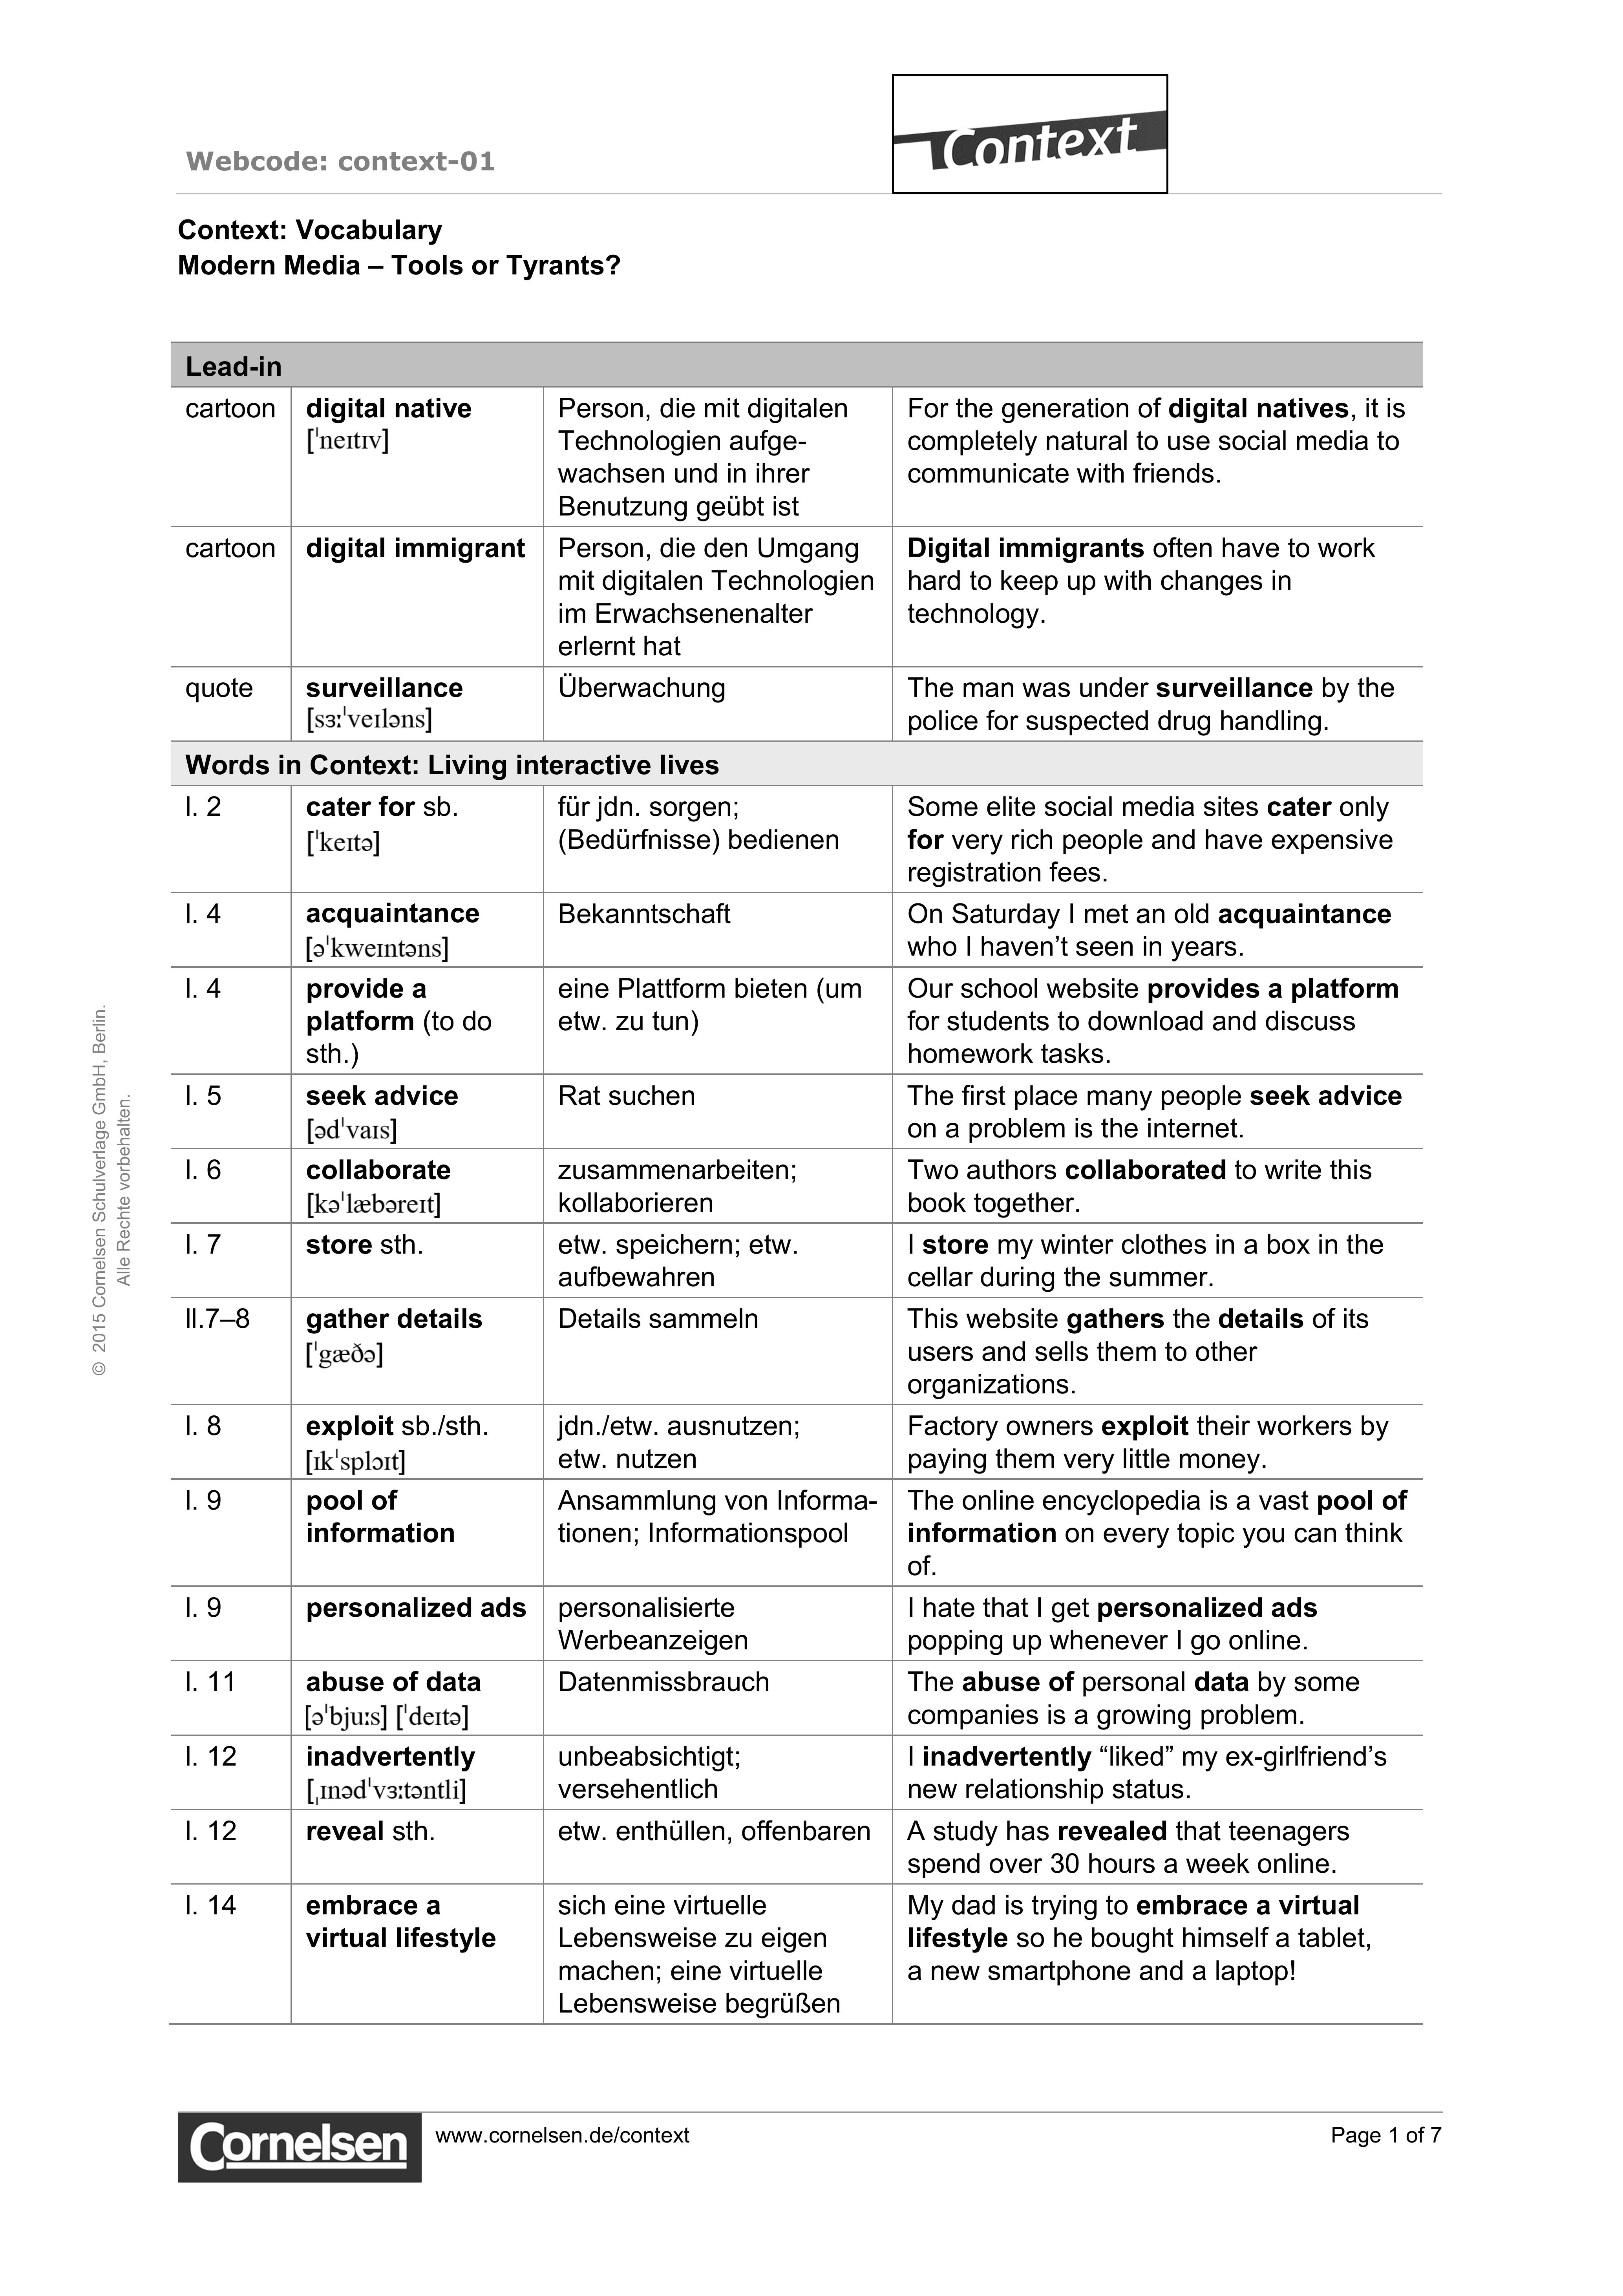 Webcode: context-01
Context
Context: Vocabulary
Modern Media – Tools or Tyrants?
Lead-in
cartoon
digital native
[ˈneɪtɪv]
Person, die mit digitalen
Technologien aufge-
wachsen und in ihrer
Benutzung geübt ist
For the generation of digital natives, it is
completely natural to use social media to
communicate with friends.
cartoon
digital immigrant
Person, die den Umgang
mit digitalen Technologien
im Erwachsenenalter
erlernt hat
Digital immigrants often have to work
hard to keep up with changes in
technology.
quote
surveillance
[sɜːˈveɪləns]
Überwachung
The man was under surveillance by the
police for suspected drug handling.
Words in Context: Living interactive lives
l. 2
cater for sb.
[ˈkeɪtə]
für jdn. sorgen;
(Bedürfnisse) bedienen
Some elite social media sites cater only
for very rich people and have expensive
registration fees.
l. 4
acquaintance
[əˈkweɪntəns]
Bekanntschaft
On Saturday I met an old acquaintance
who I haven’t seen in years.
l. 4
provide a
platform (to do
sth.)
eine Plattform bieten (um
etw. zu tun)
Our school website provides a platform
for students to download and discuss
homework tasks.
l. 5
seek advice
[ədˈvaɪs]
Rat suchen
The first place many people seek advice
on a problem is the internet.
l. 6
collaborate
[kəˈlæbəreɪt]
zusammenarbeiten;
kollaborieren
Two authors collaborated to write this
book together.
l. 7
store sth.
etw. speichern; etw.
aufbewahren
I store my winter clothes in a box in the
cellar during the summer.
ll.7–8
gather details
[ˈgæðə]
Details sammeln
This website gathers the details of its
users and sells them to other
organizations.
l. 8
exploit sb./sth.
[ɪkˈsplɔɪt]
jdn./etw. ausnutzen;
etw. nutzen
Factory owners exploit their workers by
paying them very little money.
l. 9
pool of
information
Ansammlung von Informa-
tionen; Informationspool
The online encyclopedia is a vast pool of
information on every topic you can think
of.
l. 9
personalized ads
personalisierte
Werbeanzeigen
I hate that I get personalized ads
popping up whenever I go online.
l. 11
abuse of data
[əˈbjuːs] [ˈdeɪtə]
Datenmissbrauch
The abuse of personal data by some
companies is a growing problem.
l. 12
inadvertently
[ˌɪnədˈvɜːtəntli]
unbeabsichtigt;
versehentlich
I inadvertently “liked” my ex-girlfriend’s
new relationship status.
l. 12
reveal sth.
etw. enthüllen, offenbaren
A study has revealed that teenagers
spend over 30 hours a week online.
l. 14
embrace a
virtual lifestyle
sich eine virtuelle
Lebensweise zu eigen
machen; eine virtuelle
Lebensweise begrüßen
My dad is trying to embrace a virtual
lifestyle so he bought himself a tablet,
a new smartphone and a laptop!
© 2015 Cornelsen Schulverlage GmbH, Berlin.
Alle Rechte vorbehalten.
Cornelsen
www.cornelsen.de/context
Page 1 of 7